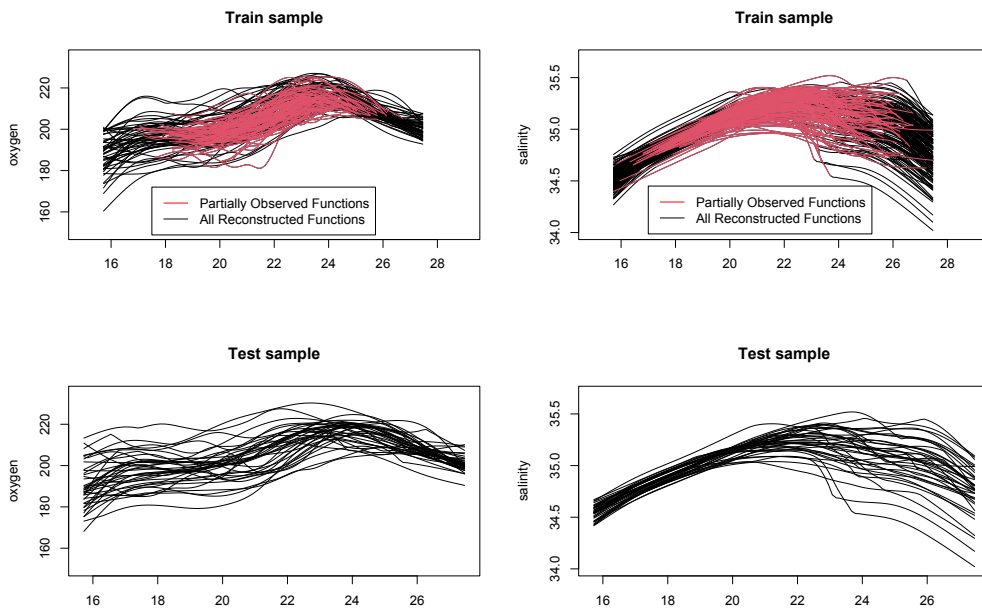 Train sample
oxygen
220
200
180
160
Partially Observed Functions
All Reconstructed Functions
16 18 20 22 24 26 28
Train sample
salinity
35.5
35.0
34.5
34.0
Partially Observed Functions
All Reconstructed Functions
16 18 20 22 24 26 28
Test sample
oxygen
220
200
180
160
16 18 20 22 24 26
Test sample
salinity
35.5
35.0
34.5
34.0
16 18 20 22 24 26